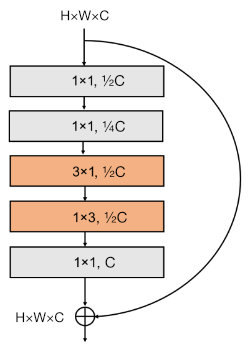 H×W×C
1×1, ½C
1×1, ¼C
3×1, ½C
1×3, ½C
1×1, C
H×W×C